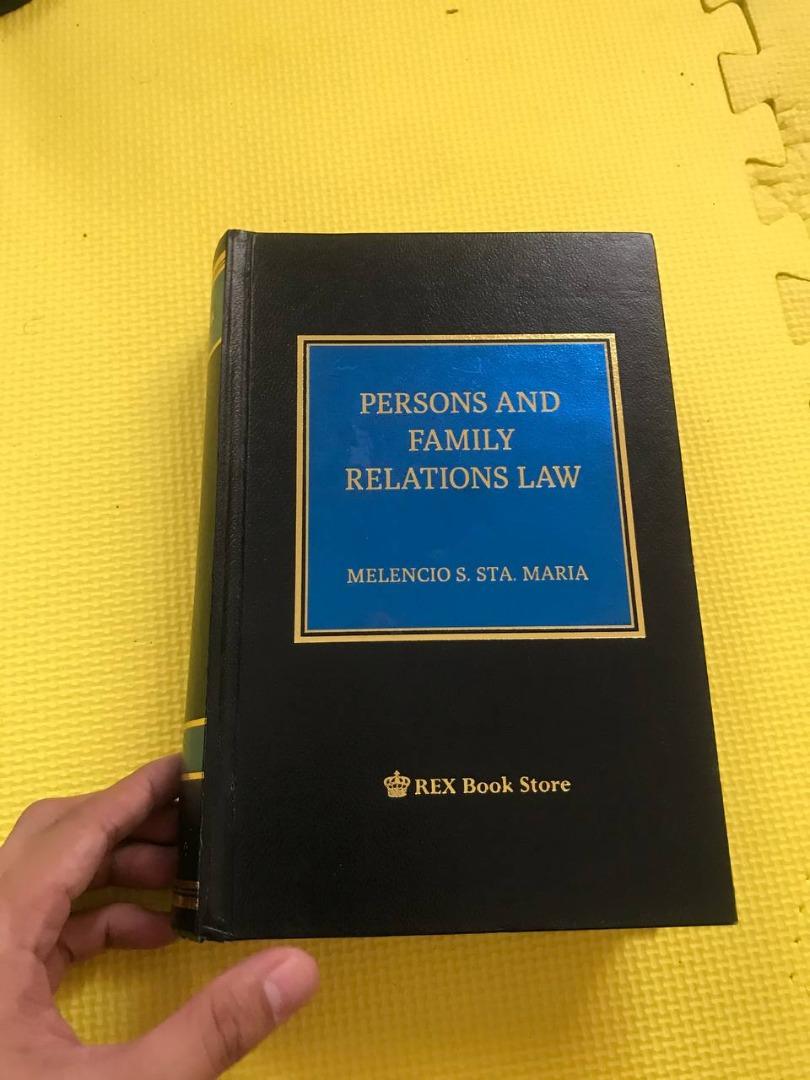 PERSONS AND
FAMILY
RELATIONS LAW
MELENCIO S. STA. MARIA
REX Book Store